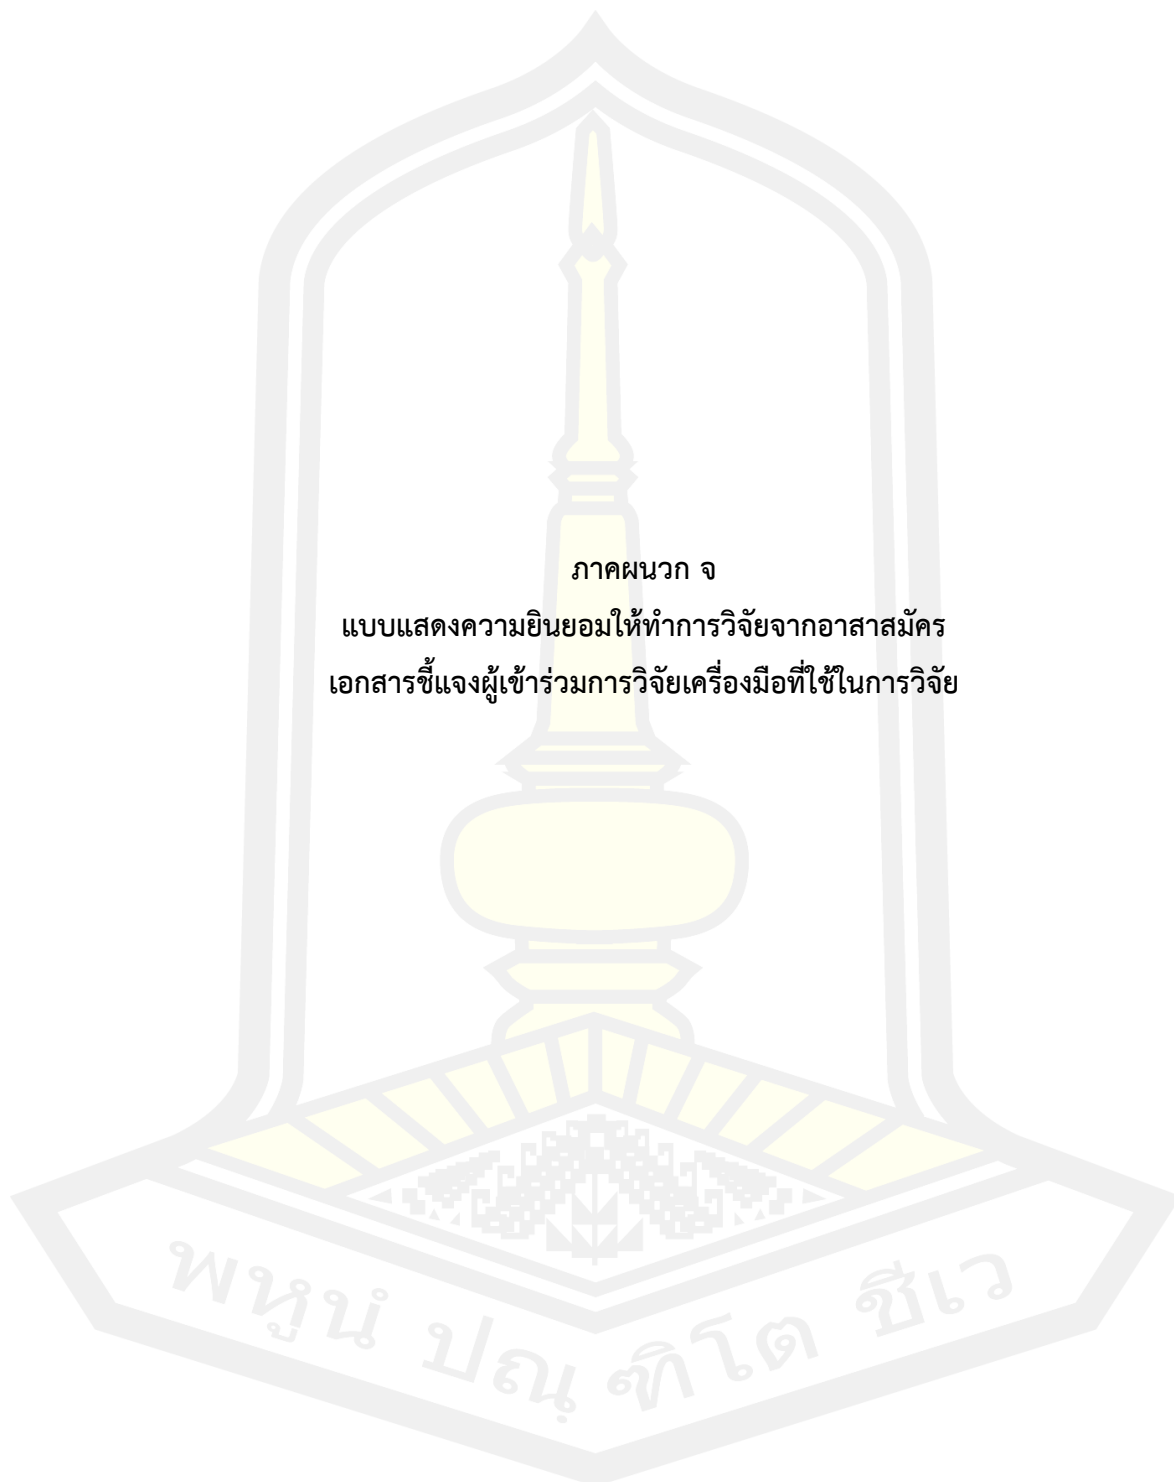 ภาคผนวก จ
แบบแสดงความยินยอมให้ทำการวิจัยจากอาสาสมัคร
เอกสารชี้แจงผู้เข้าร่วมการวิจัยเครื่องมือที่ใช้ในการวิจัย
พหูนํ ปณฺฑิโต ชีเว